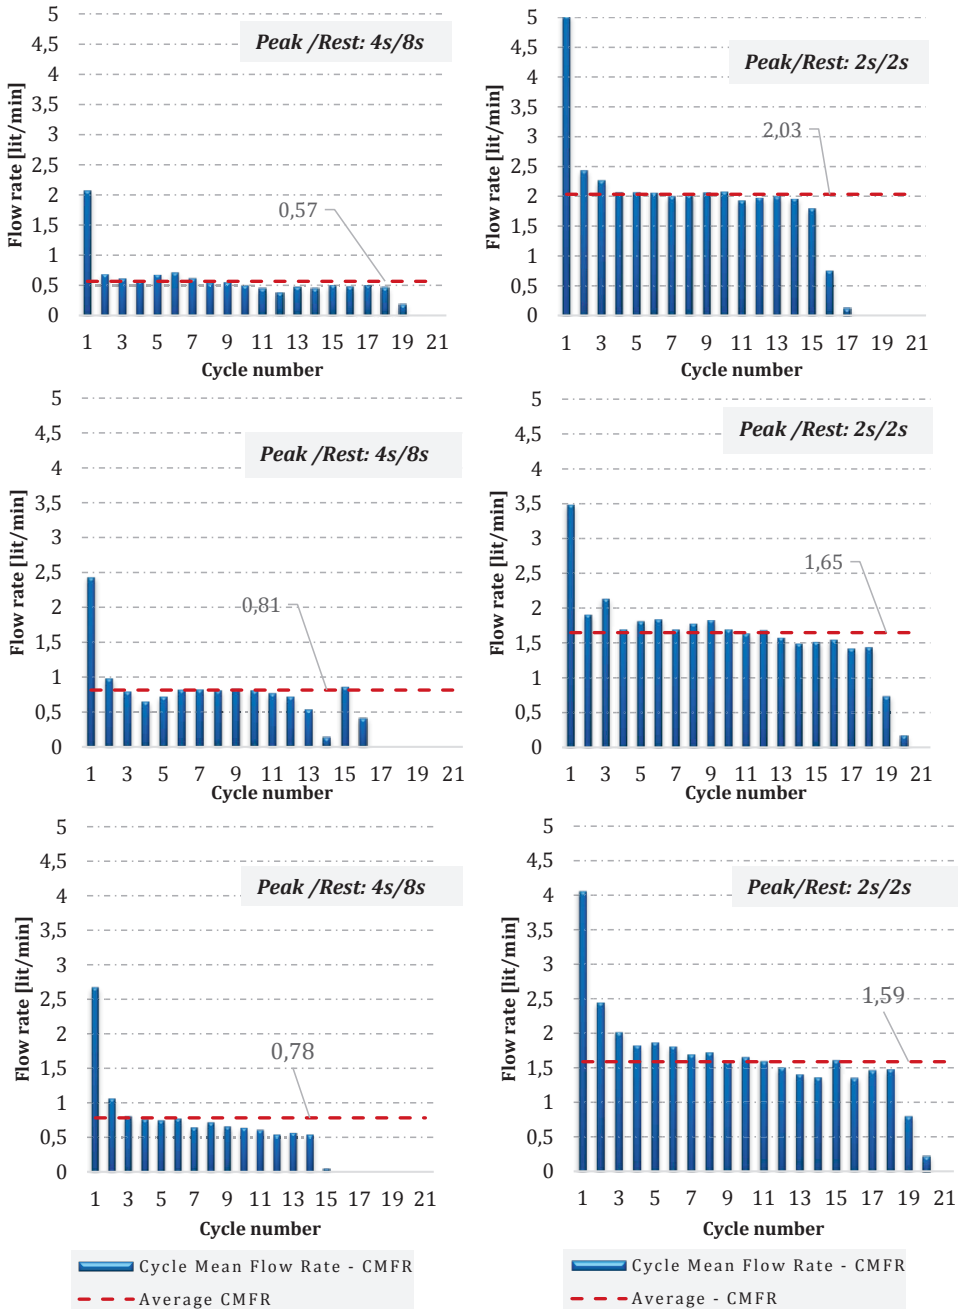 Peak /Rest: 4s/8s
Flow rate [lit/min]
5
4,5
4
3,5
3
2,5
2
1,5
1
0,5
0
0,57
1 3 5 7 9 11 13 15 17 19 21
Cycle number
Peak/Rest: 2s/2s
Flow rate [lit/min]
5
4,5
4
3,5
3
2,5
2
1,5
1
0,5
0
2,03
1 3 5 7 9 11 13 15 17 19 21
Cycle number
Peak /Rest: 4s/8s
Flow rate [lit/min]
5
4,5
4
3,5
3
2,5
2
1,5
1
0,5
0
0,81
1 3 5 7 9 11 13 15 17 19 21
Cycle number
Peak /Rest: 2s/2s
Flow rate [lit/min]
5
4,5
4
3,5
3
2,5
2
1,5
1
0,5
0
1,65
1 3 5 7 9 11 13 15 17 19 21
Cycle number
Peak /Rest: 4s/8s
Flow rate [lit/min]
5
4,5
4
3,5
3
2,5
2
1,5
1
0,5
0
0,78
1 3 5 7 9 11 13 15 17 19 21
Cycle number
Cycle Mean Flow Rate - CMFR
Average CMFR
Peak/Rest: 2s/2s
Flow rate [lit/min]
5
4,5
4
3,5
3
2,5
2
1,5
1
0,5
0
1,59
1 3 5 7 9 11 13 15 17 19 21
Cycle number
Cycle Mean Flow Rate - CMFR
Average - CMFR